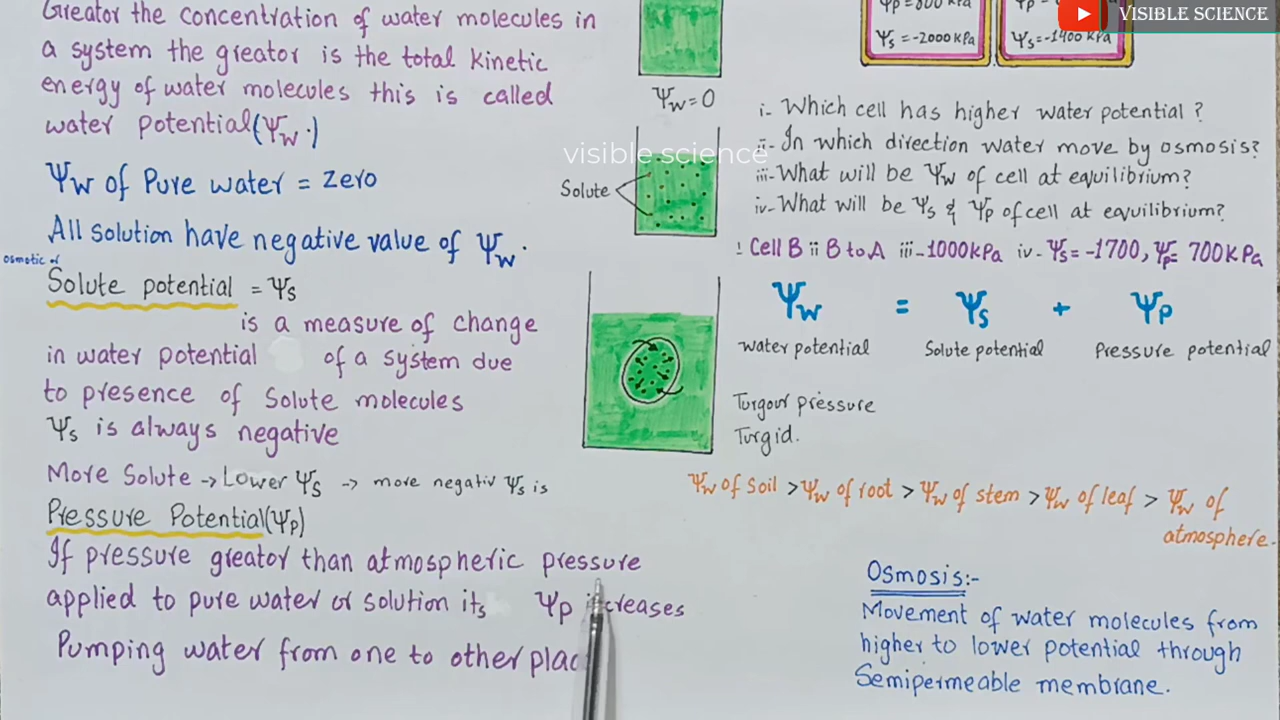 Greator the concentration of water molecules in
a system the greator is the total kinetic
energy of water molecules this is called
water potential(Ψw.)
Ψw of Pure water = zero
All solution have negative value of Ψw.
osmotic or
Solute potential = Ψs
is a measure of change
in water potential of a system due
to presence of Solute molecules
Ψs is always negative
More Solute → Lower Ψs → more negativ Ψs is
Pressure Potential(Ψp)
If pressure greator than atmospheric pressure
applied to pure water or solution its Ψp increases
Pumping water from one to other
Ψw = 0
visible science
Solute
VISIBLE SCIENCE
Ψs = -2000 KPa
Ψs = -1400 KPa
i- Which cell has higher water potential ?
ii- In which direction water move by osmosis?
iii- What will be Ψw of cell at equilibrium?
iv- What will be Ψs & Ψp of cell at equilibrium?
i Cell B ii B to A iii -1000KPa iv- Ψs = -1700, Ψp = 700KPa
Ψw = Ψs + Ψp
water potential Solute potential Pressure potential
Turgour pressure
Turgid.
Ψw of Soil > Ψw of root > Ψw of stem > Ψw of leaf > Ψw of
atmosphere.
Osmosis:-
Movement of water molecules from
higher to lower potential through
Semipermeable membrane.